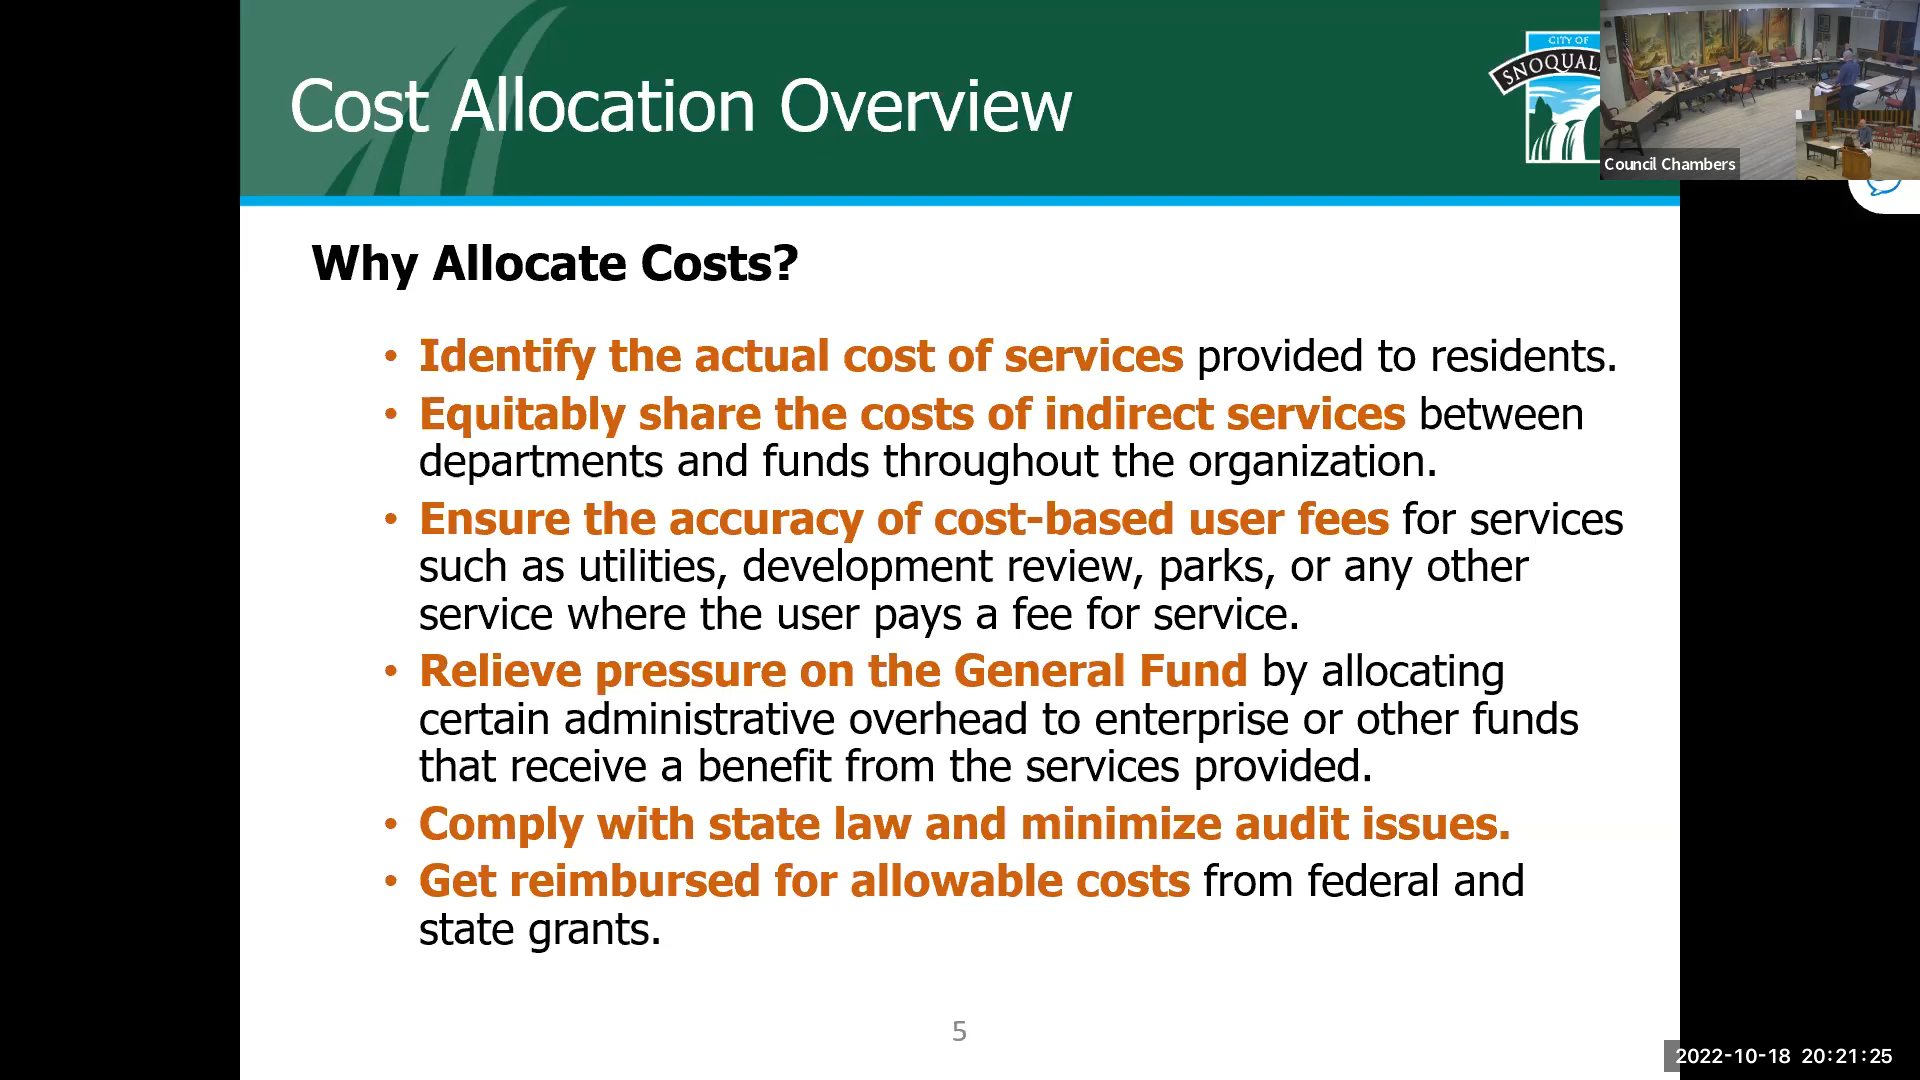 Cost Allocation Overview
CITY OF
SNOQUAL
Council Chambers
Why Allocate Costs?
• Identify the actual cost of services provided to residents.
• Equitably share the costs of indirect services between
departments and funds throughout the organization.
• Ensure the accuracy of cost-based user fees for services
such as utilities, development review, parks, or any other
service where the user pays a fee for service.
• Relieve pressure on the General Fund by allocating
certain administrative overhead to enterprise or other funds
that receive a benefit from the services provided.
• Comply with state law and minimize audit issues.
• Get reimbursed for allowable costs from federal and
state grants.
5
2022-10-18 20:21:25